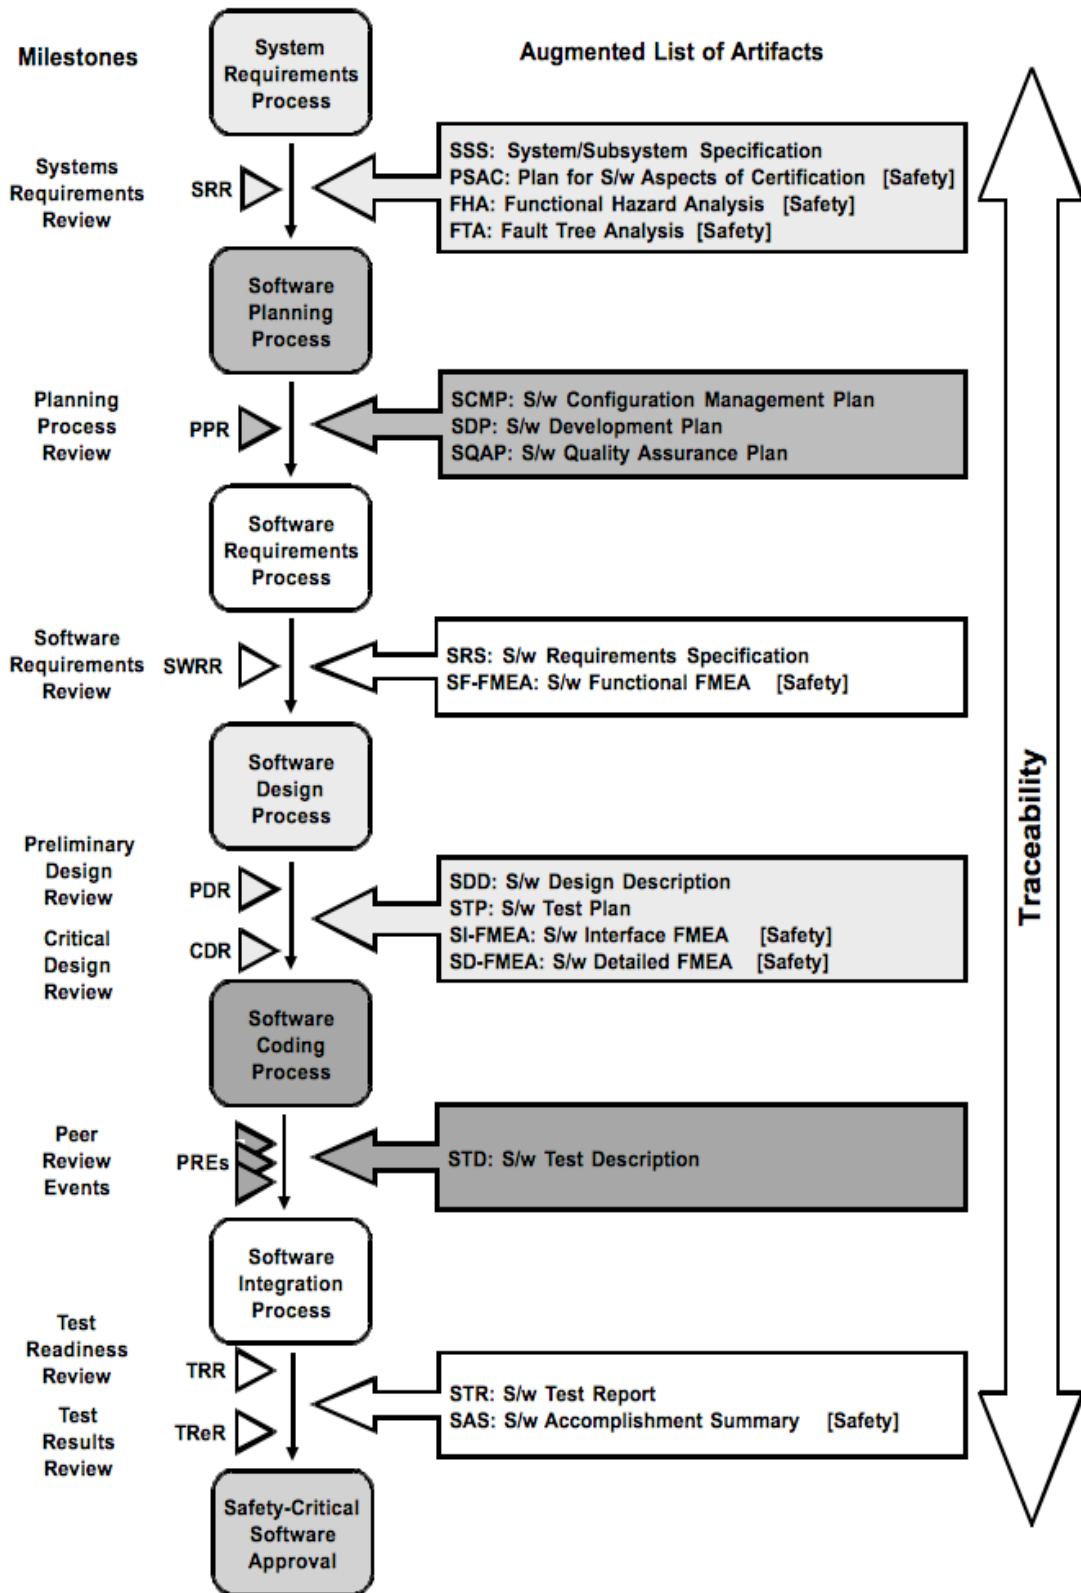 Milestones
System
Requirements
Process
Augmented List of Artifacts
Systems
Requirements
Review
SRR
SSS: System/Subsystem Specification
PSAC: Plan for S/w Aspects of Certification [Safety]
FHA: Functional Hazard Analysis [Safety]
FTA: Fault Tree Analysis [Safety]
Software
Planning
Process
Planning
Process
Review
PPR
SCMP: S/w Configuration Management Plan
SDP: S/w Development Plan
SQAP: S/w Quality Assurance Plan
Software
Requirements
Process
Software
Requirements
Review
SWRR
SRS: S/w Requirements Specification
SF-FMEA: S/w Functional FMEA [Safety]
Software
Design
Process
Preliminary
Design
Review
PDR
Critical
Design
Review
CDR
SDD: S/w Design Description
STP: S/w Test Plan
SI-FMEA: S/w Interface FMEA [Safety]
SD-FMEA: S/w Detailed FMEA [Safety]
Software
Coding
Process
Peer
Review
Events
PREs
STD: S/w Test Description
Software
Integration
Process
Test
Readiness
Review
TRR
Test
Results
Review
TReR
STR: S/w Test Report
SAS: S/w Accomplishment Summary [Safety]
Safety-Critical
Software
Approval
Traceability